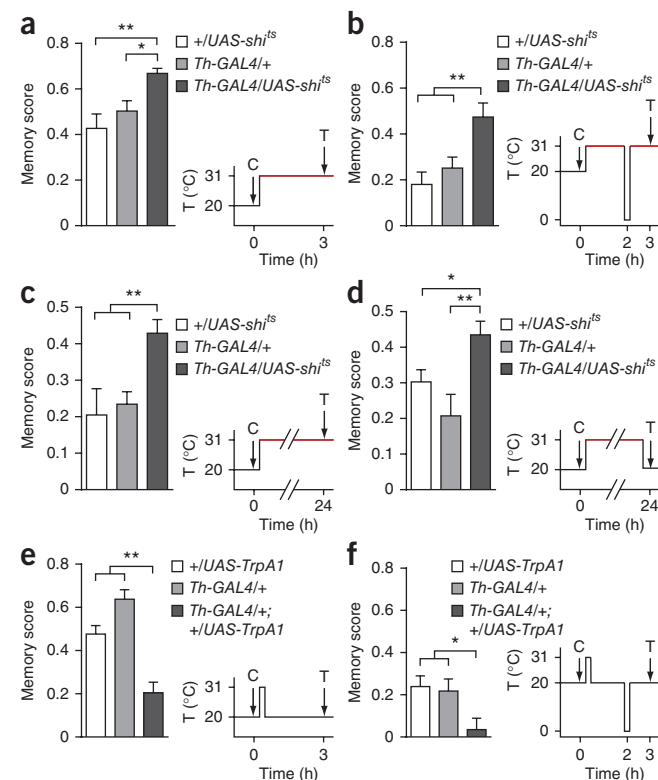 a
**
*
0.8
0.6
0.4
0.2
0
Memory score
+/UAS-shi^ts
Th-GAL4/+
Th-GAL4/UAS-shi^ts
C
T
31
20
T (°C)
0
3
Time (h)
b
**
0.8
0.6
0.4
0.2
0
Memory score
+/UAS-shi^ts
Th-GAL4/+
Th-GAL4/UAS-shi^ts
C
T
31
20
0
T (°C)
0
2
3
Time (h)
c
**
0.5
0.4
0.3
0.2
0.1
0
Memory score
+/UAS-shi^ts
Th-GAL4/+
Th-GAL4/UAS-shi^ts
C
T
31
20
T (°C)
0
24
Time (h)
d
*
**
0.5
0.4
0.3
0.2
0.1
0
Memory score
+/UAS-shi^ts
Th-GAL4/+
Th-GAL4/UAS-shi^ts
C
T
31
20
T (°C)
0
24
Time (h)
e
**
0.8
0.6
0.4
0.2
0
Memory score
+/UAS-TrpA1
Th-GAL4/+
Th-GAL4/+;
+/UAS-TrpA1
C
T
31
20
T (°C)
0
3
Time (h)
f
*
0.8
0.6
0.4
0.2
0
Memory score
+/UAS-TrpA1
Th-GAL4/+
Th-GAL4/+;
+/UAS-TrpA1
C
T
31
20
0
T (°C)
0
2
3
Time (h)